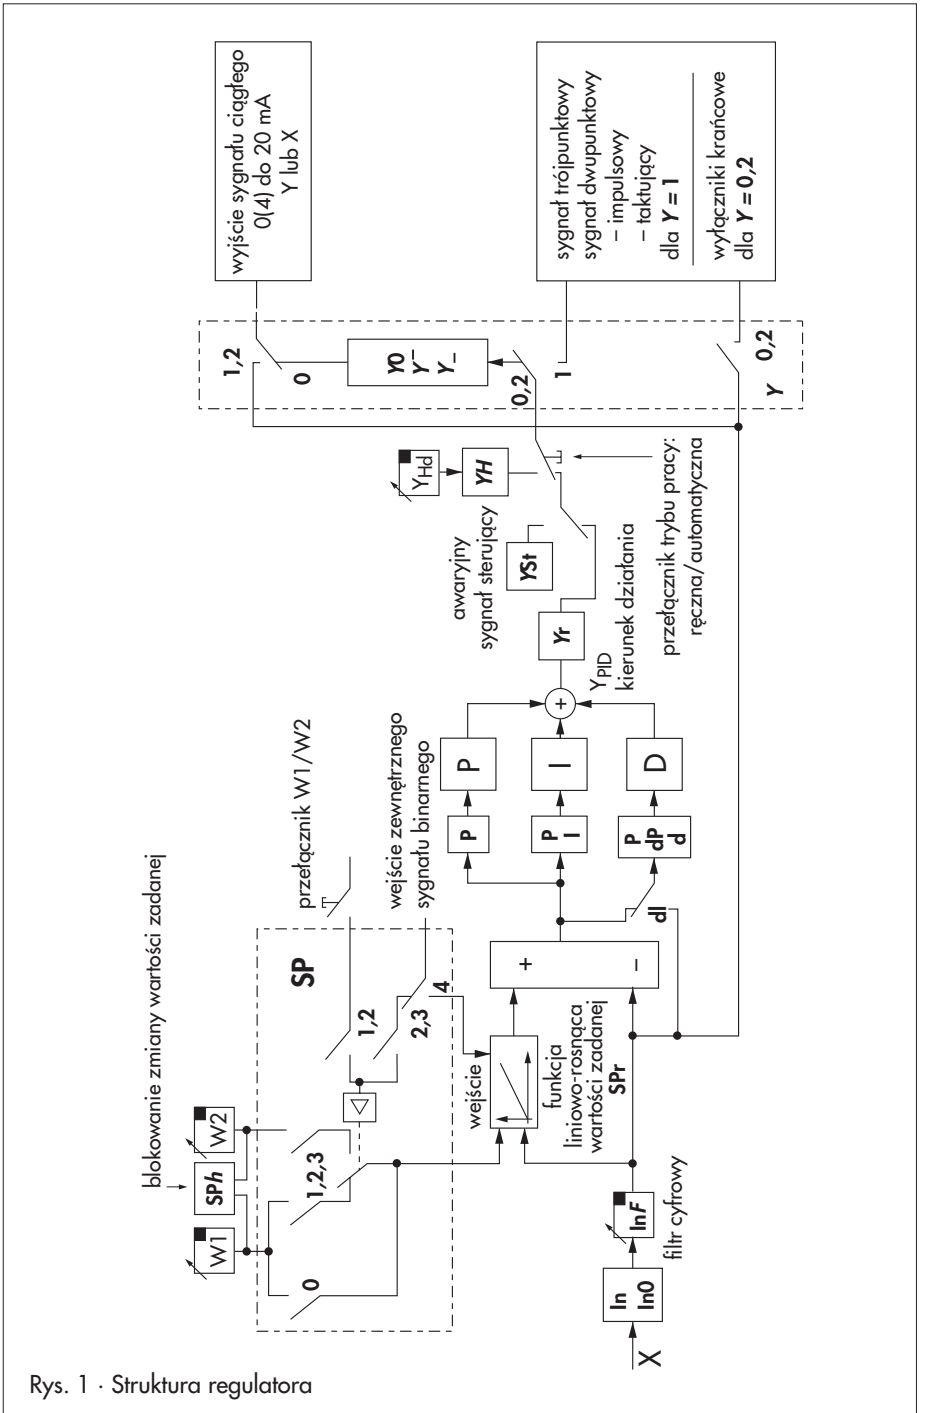 wyjście sygnału ciągłego
0(4) do 20 mA
Y lub X
sygnał trójpunktowy
sygnał dwupunktowy
– impulsowy
– taktujący
dla Y = 1
wyłączniki krańcowe
dla Y = 0,2
1,2
0
Y0
Y¯
Y_
0,2
1
0,2
Y
YHd
YH
awaryjny
sygnał sterujący
YSt
przełącznik trybu pracy:
ręczna/automatyczna
Yr
YPID
kierunek działania
+
P
I
D
P
P
I
P
dP
d
dI
przełącznik W1/W2
wejście zewnętrznego
sygnału binarnego
blokowanie zmiany wartości zadanej
SP
1,2
2,3
4
W2
SPh
W1
1,2,3
0
+
–
wejście
funkcja
liniowo-rosnąca
wartości zadanej
SPr
InF
filtr cyfrowy
In
In0
X
Rys. 1 · Struktura regulatora